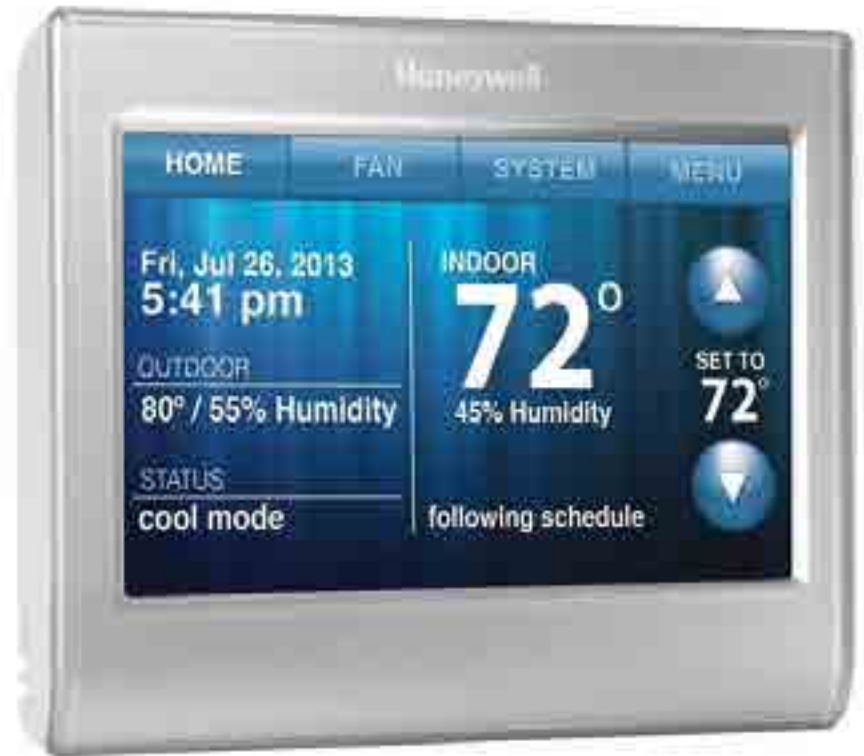 Honeywell
HOME FAN SYSTEM MENU
Fri, Jul 26, 2013
5:41 pm
OUTDOOR
80° / 55% Humidity
STATUS
cool mode
INDOOR
72°
45% Humidity
following schedule
SET TO
72°